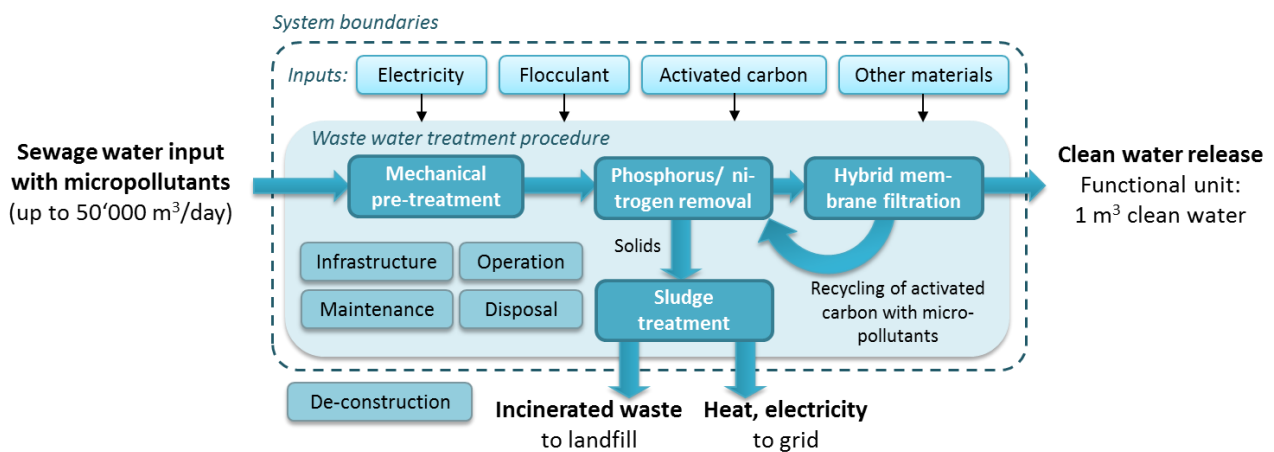 System boundaries
Inputs:
Electricity
Flocculant
Activated carbon
Other materials
Waste water treatment procedure
Sewage water input
with micropollutants
(up to 50‘000 m³/day)
Mechanical
pre-treatment
Phosphorus/ ni-
trogen removal
Hybrid mem-
brane filtration
Clean water release
Functional unit:
1 m³ clean water
Solids
Infrastructure
Operation
Maintenance
Disposal
Sludge
treatment
Recycling of activated
carbon with micro-
pollutants
De-construction
Incinerated waste
to landfill
Heat, electricity
to grid